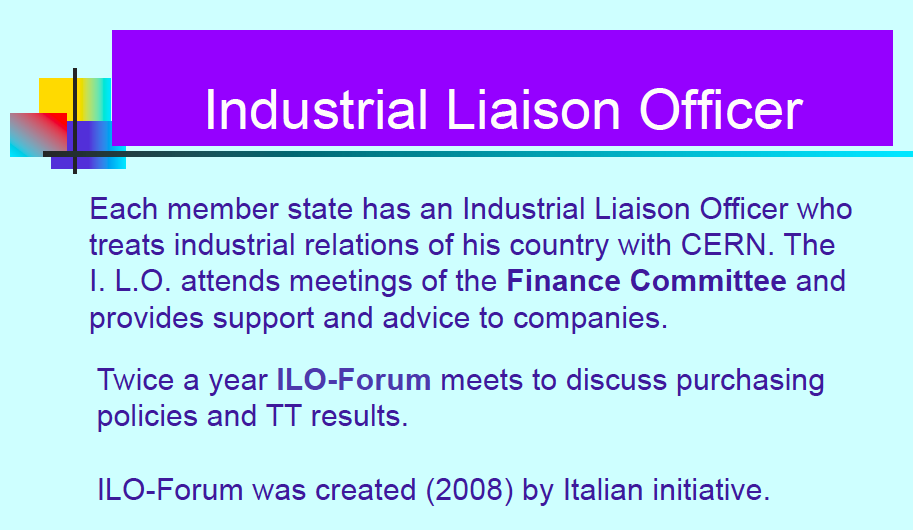 Industrial Liaison Officer
Each member state has an Industrial Liaison Officer who
treats industrial relations of his country with CERN. The
I. L.O. attends meetings of the Finance Committee and
provides support and advice to companies.
Twice a year ILO-Forum meets to discuss purchasing
policies and TT results.
ILO-Forum was created (2008) by Italian initiative.